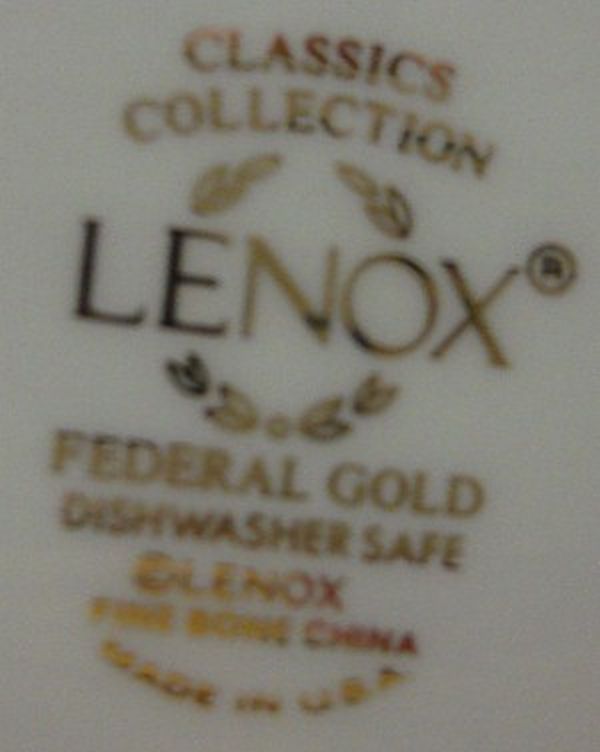 CLASSICS
COLLECTION
LENOX®
FEDERAL GOLD
DISHWASHER SAFE
©LENOX
FINE BONE CHINA
MADE IN U.S.A.